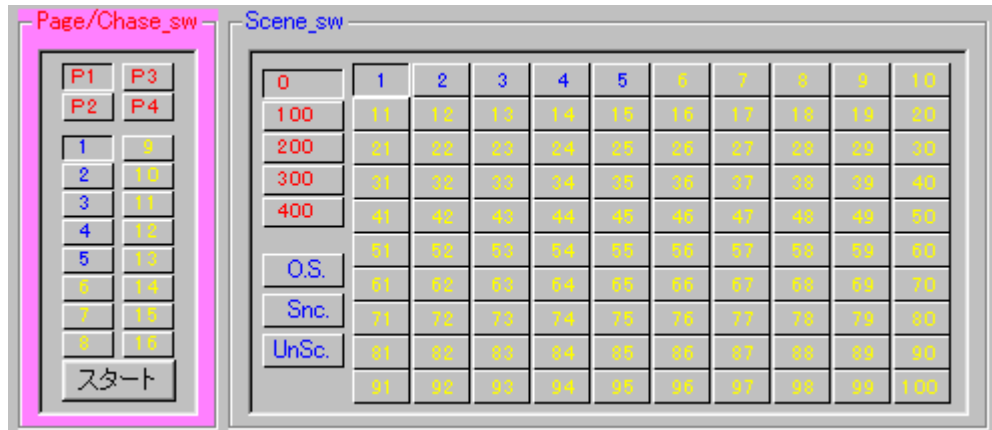 Page/Chase_sw
P1 P3
P2 P4
1 9
2 10
3 11
4 12
5 13
6 14
7 15
8 16
スタート
Scene_sw
0
100
200
300
400
O.S.
Snc.
UnSc.
1 2 3 4 5 6 7 8 9 10
11 12 13 14 15 16 17 18 19 20
21 22 23 24 25 26 27 28 29 30
31 32 33 34 35 36 37 38 39 40
41 42 43 44 45 46 47 48 49 50
51 52 53 54 55 56 57 58 59 60
61 62 63 64 65 66 67 68 69 70
71 72 73 74 75 76 77 78 79 80
81 82 83 84 85 86 87 88 89 90
91 92 93 94 95 96 97 98 99 100